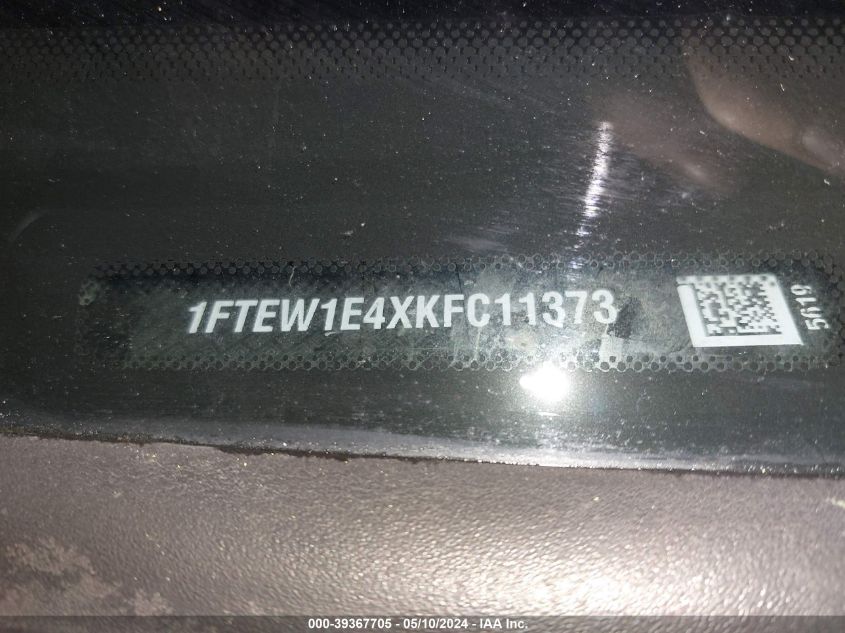 1FTEW1E4XKFC11373
5619
000-39367705 - 05/10/2024 - IAA Inc.